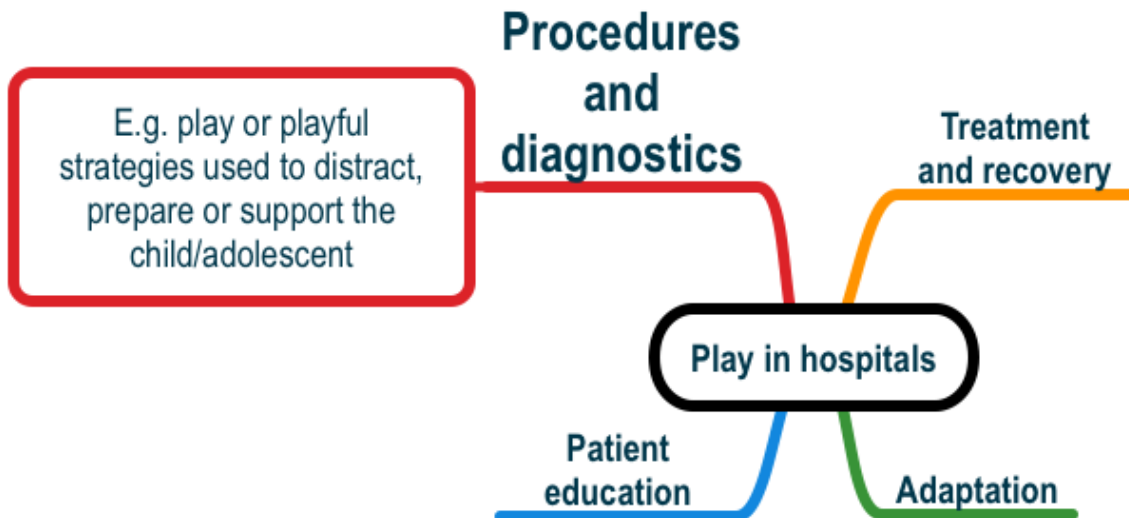 Procedures
and
diagnostics
E.g. play or playful
strategies used to distract,
prepare or support the
child/adolescent
Treatment
and recovery
Play in hospitals
Patient
education
Adaptation